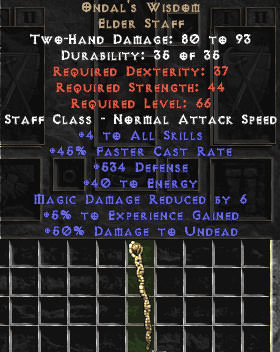 Ondal's Wisdom
Elder Staff
Two-Hand Damage: 80 to 93
Durability: 35 of 35
Required Dexterity: 37
Required Strength: 44
Required Level: 66
Staff Class - Normal Attack Speed
+4 to All Skills
+45% Faster Cast Rate
+534 Defense
+40 to Energy
Magic Damage Reduced by 6
+5% to Experience Gained
+50% Damage to Undead